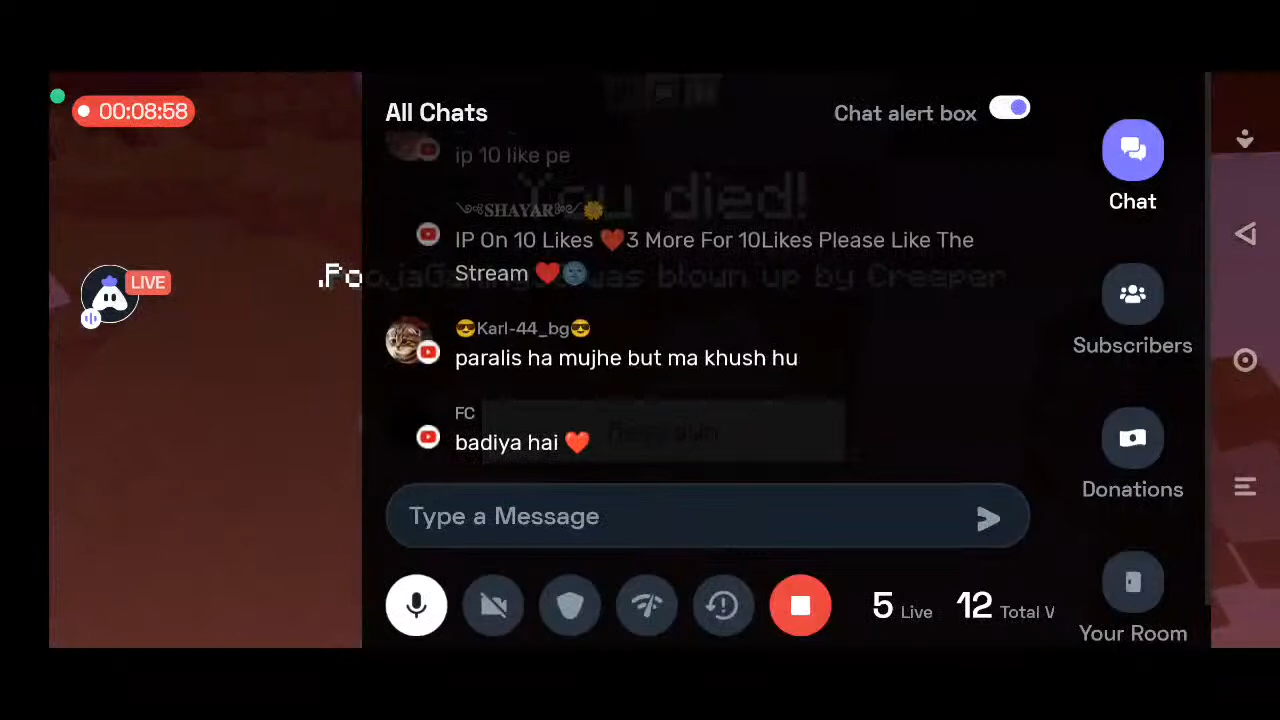 00:08:58
All Chats
Chat alert box
ip 10 like pe
You died!
SHAYAR🌼
IP On 10 Likes ❤️3 More For 10Likes Please Like The
Stream ❤️🌚
was blown up by Creeper
LIVE
😎Karl-44_bg😎
paralis ha mujhe but ma khush hu
FC
badiya hai ❤️
Respawn
Type a Message
5 Live 12 Total V
Chat
Subscribers
Donations
Your Room